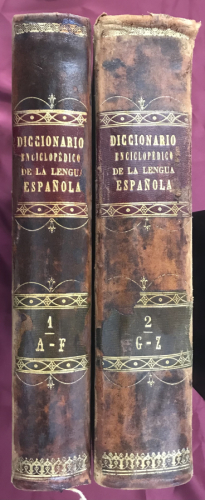 DICCIONARIO
ENCICLOPÉDICO
DE LA LENGUA
ESPAÑOLA
1
A-F
DICCIONARIO
ENCICLOPÉDICO
DE LA LENGUA
ESPAÑOLA
2
G-Z